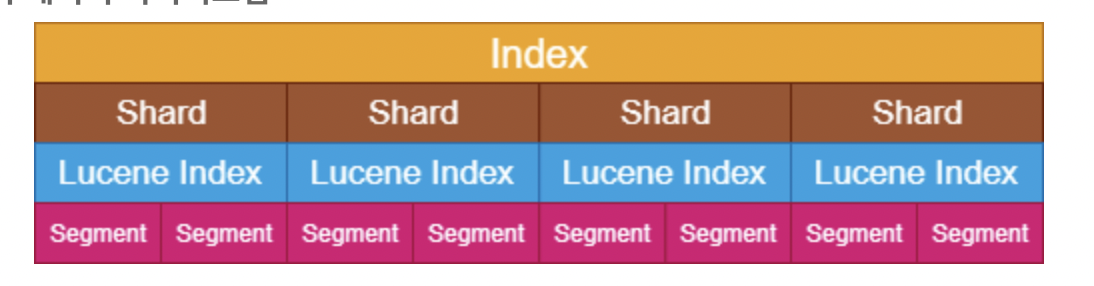 Index
Shard Shard Shard Shard
Lucene Index Lucene Index Lucene Index Lucene Index
Segment Segment Segment Segment Segment Segment Segment Segment